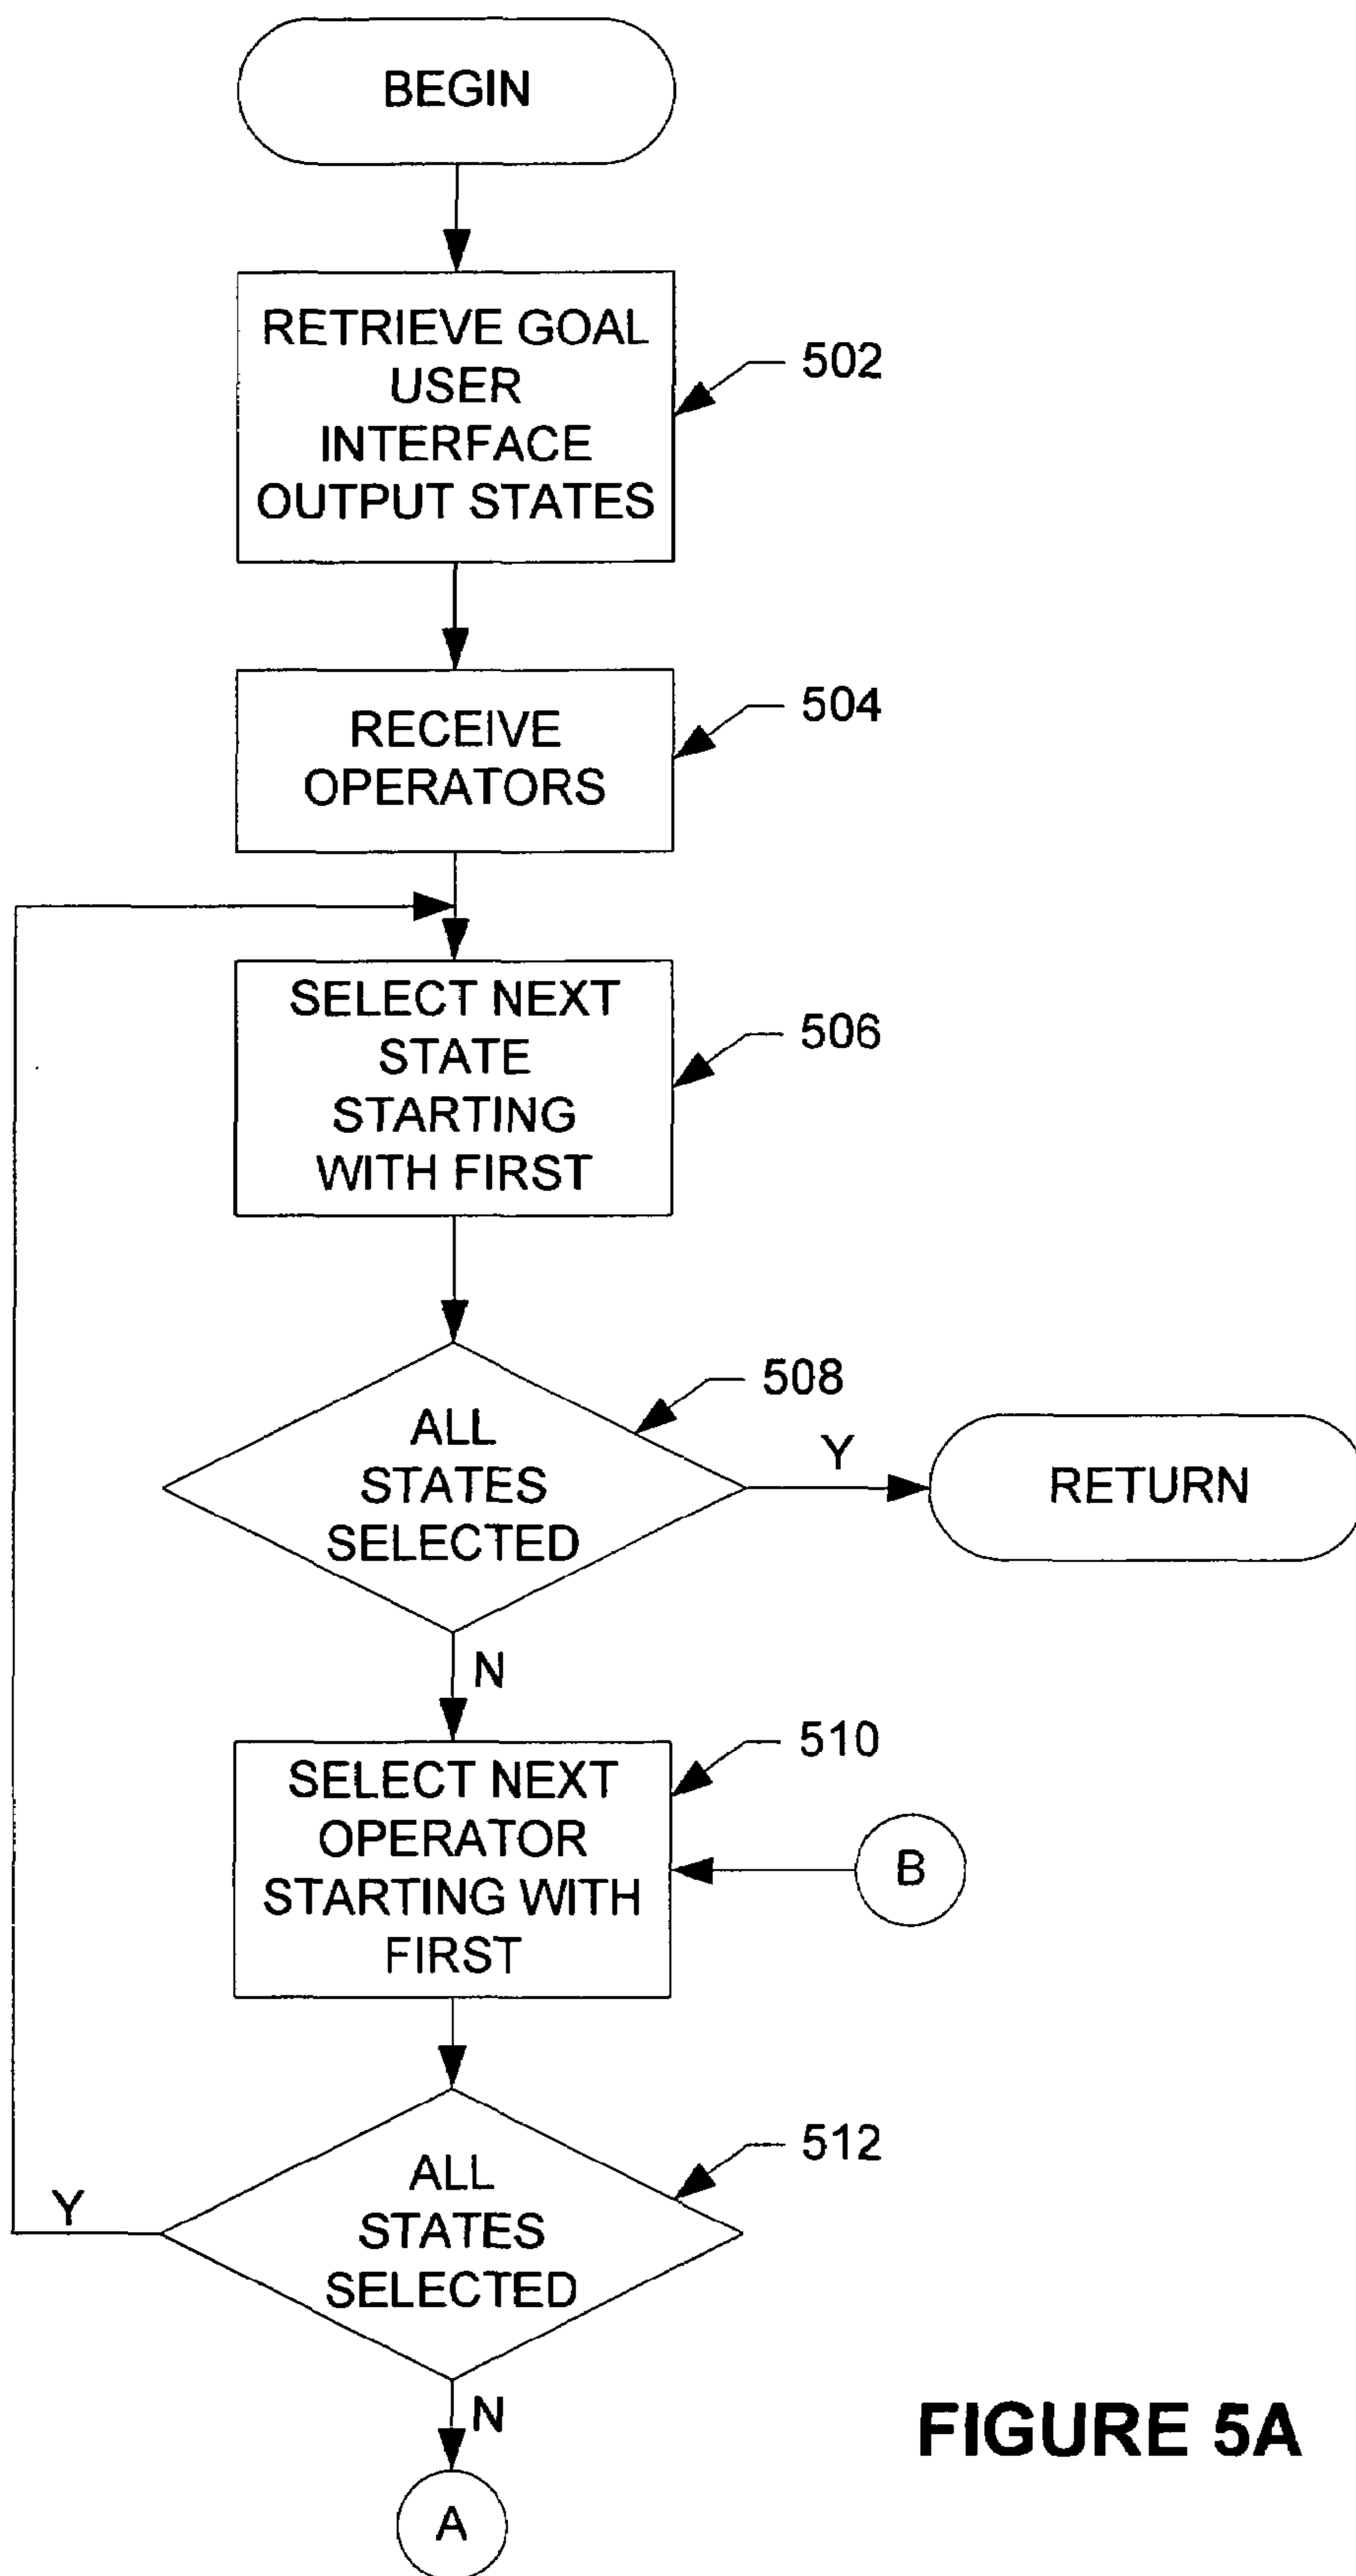 BEGIN
RETRIEVE GOAL
USER
INTERFACE
OUTPUT STATES
502
RECEIVE
OPERATORS
504
SELECT NEXT
STATE
STARTING
WITH FIRST
506
ALL
STATES
SELECTED
508
Y
RETURN
N
SELECT NEXT
OPERATOR
STARTING WITH
FIRST
510
B
ALL
STATES
SELECTED
512
Y
N
A
FIGURE 5A